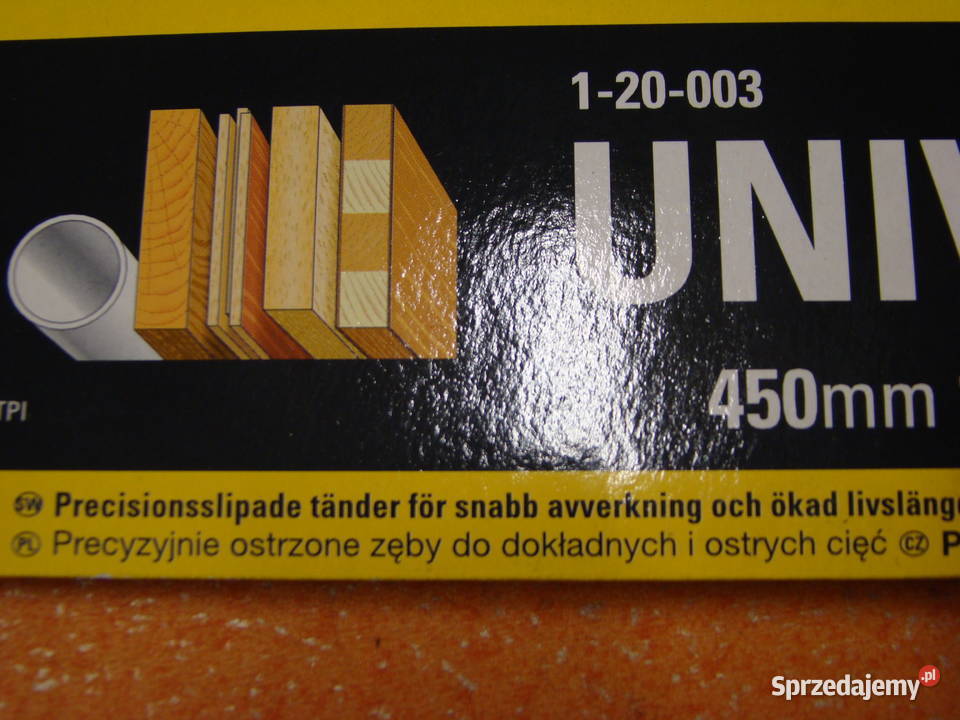 1-20-003
UNIV
450mm
TPI
SW Precisionsslipade tänder för snabb avverkning och ökad livslängd
PL Precyzyjnie ostrzone zęby do dokładnych i ostrych cięć CZ P
Sprzedajemy.pl